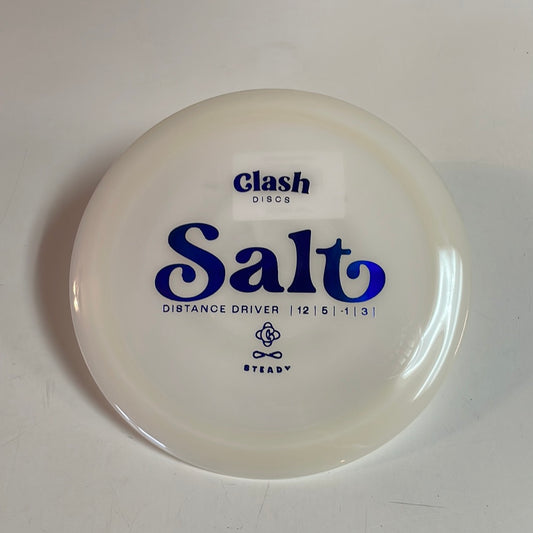 Clash
DISCS
Salt
DISTANCE DRIVER | 12 | 5 | -1 | 3 |
STEADY